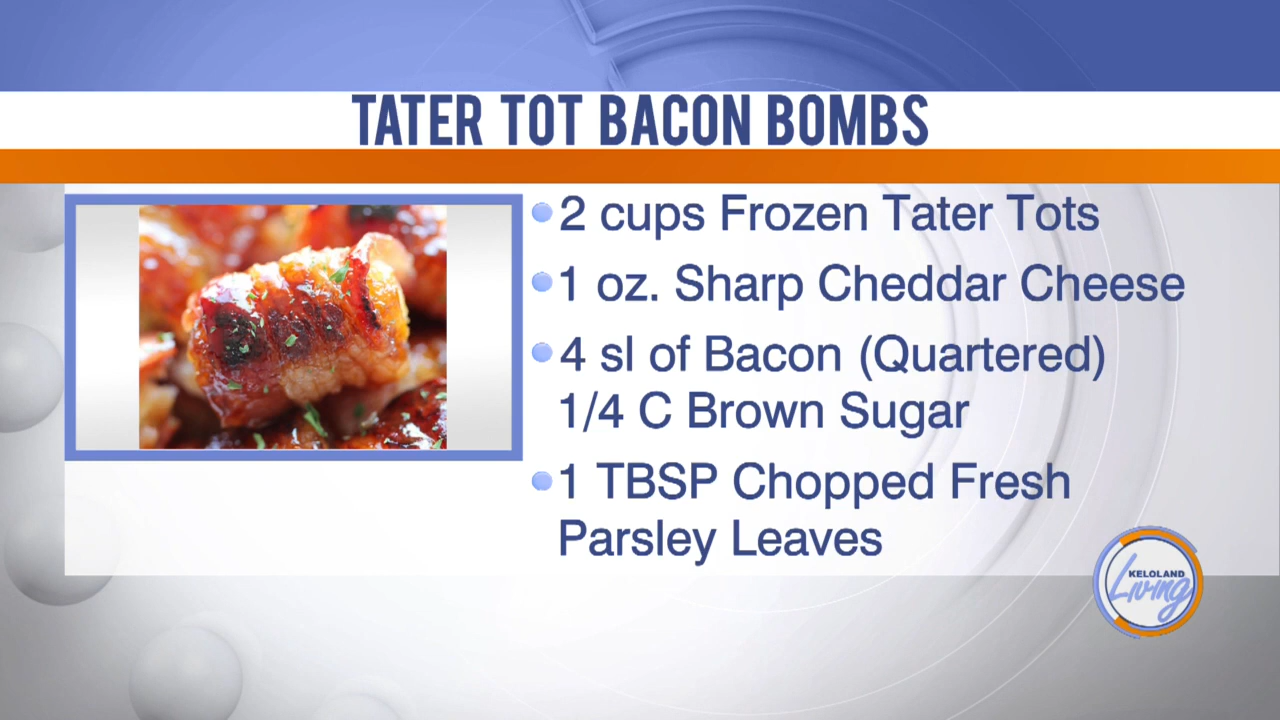 TATER TOT BACON BOMBS
2 cups Frozen Tater Tots
1 oz. Sharp Cheddar Cheese
4 sl of Bacon (Quartered)
1/4 C Brown Sugar
1 TBSP Chopped Fresh
Parsley Leaves
KELOLAND
Living